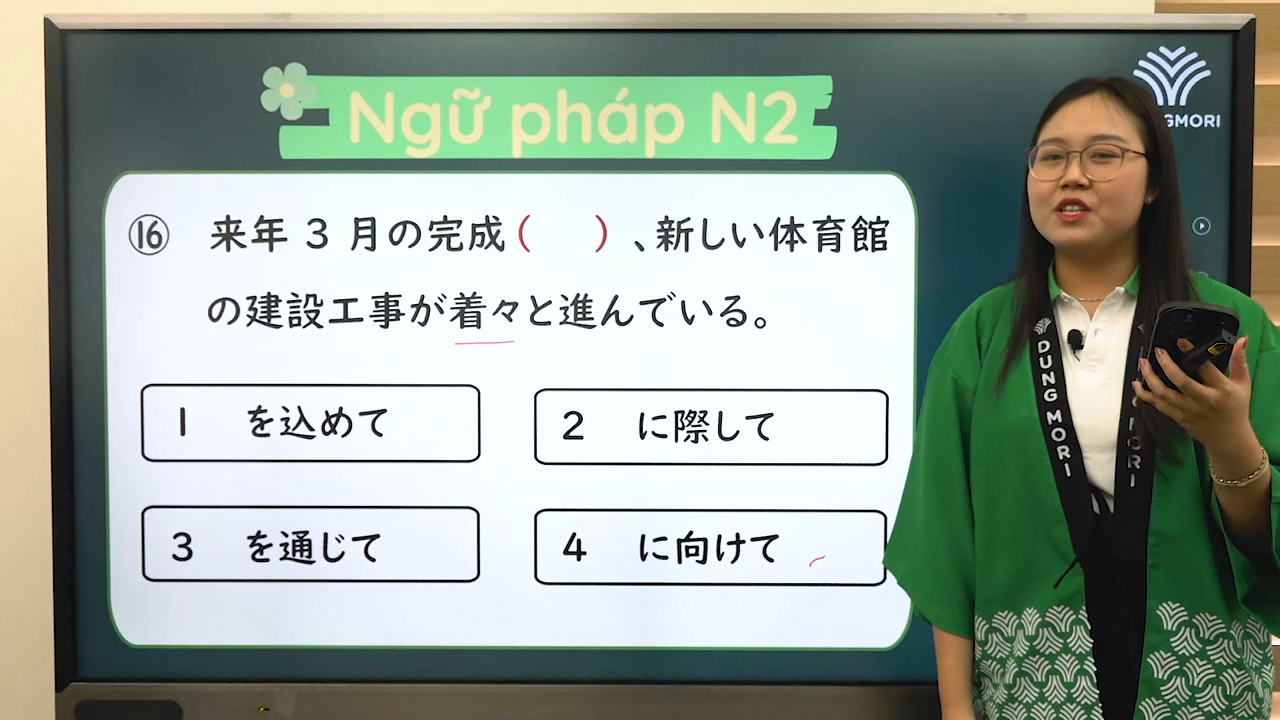 Ngữ pháp N2
GMORI
⑯ 来年 3 月の完成( )、新しい体育館
の建設工事が着々と進んでいる。
1 を込めて
2 に際して
3 を通じて
4 に向けて
DUNG MORI